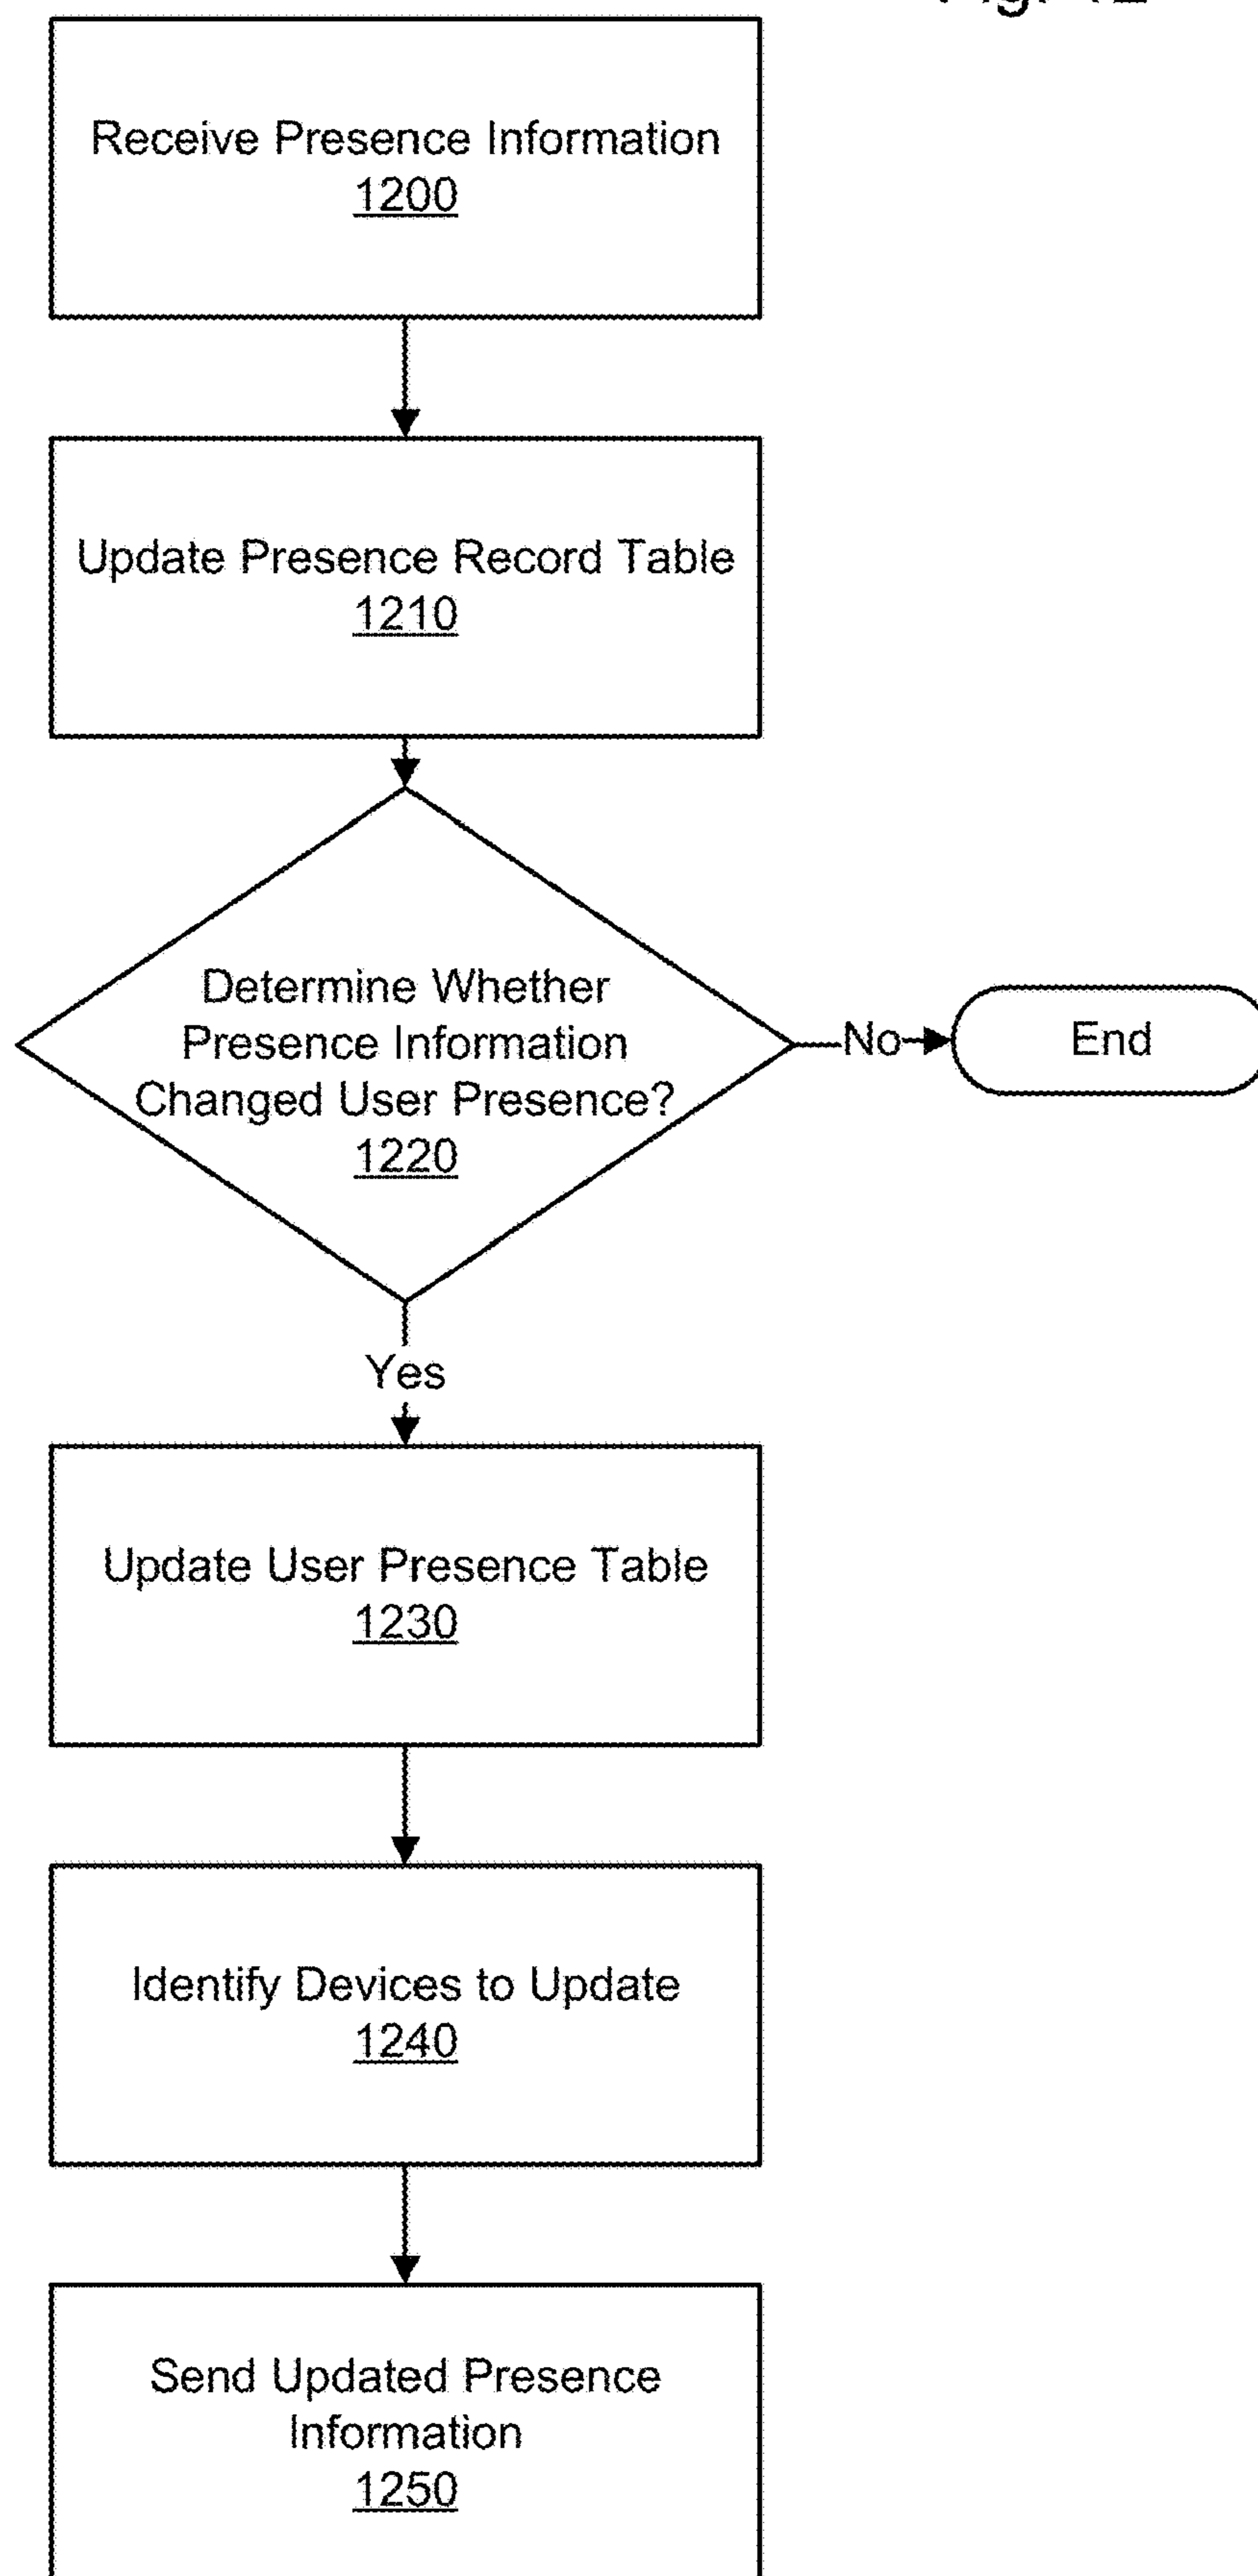 Receive Presence Information
1200
Update Presence Record Table
1210
Determine Whether
Presence Information
Changed User Presence?
1220
No
End
Yes
Update User Presence Table
1230
Identify Devices to Update
1240
Send Updated Presence
Information
1250